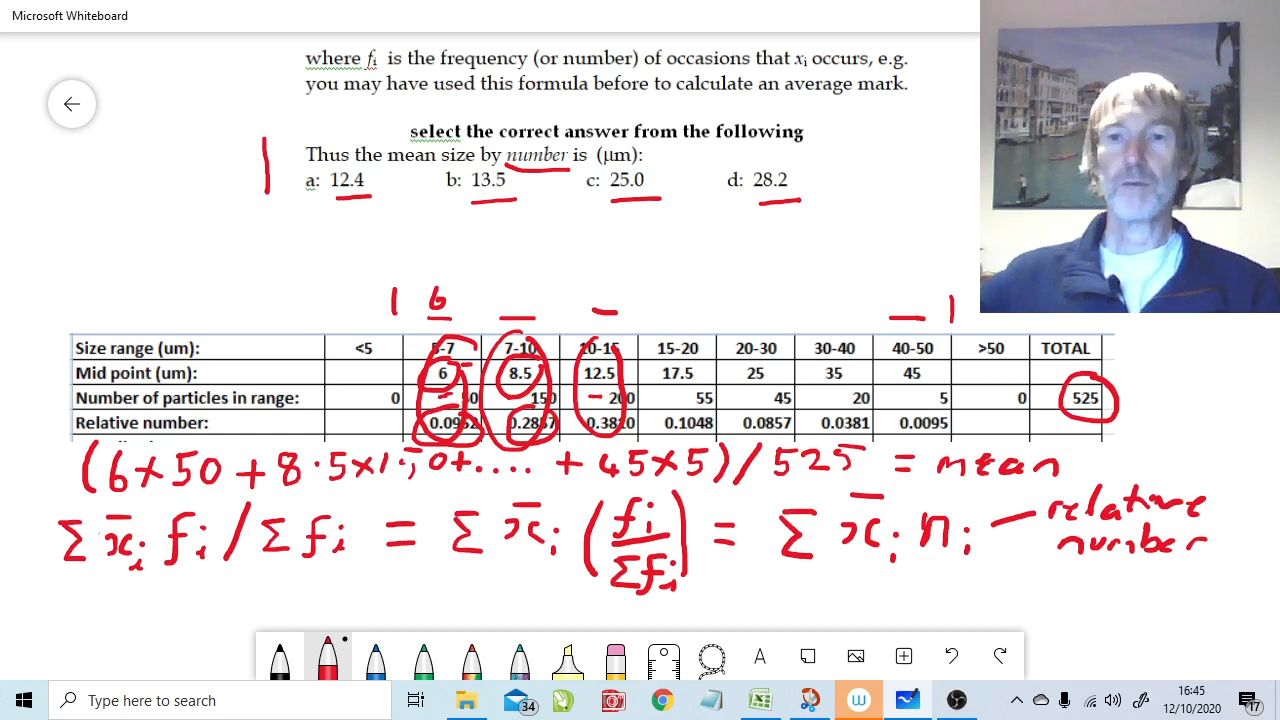 Microsoft Whiteboard
where fi is the frequency (or number) of occasions that xi occurs, e.g.
you may have used this formula before to calculate an average mark.
select the correct answer from the following
Thus the mean size by number is (µm):
a: 12.4 b: 13.5 c: 25.0 d: 28.2
6
Size range (um): <5 5-7 7-10 10-15 15-20 20-30 30-40 40-50 >50 TOTAL
Mid point (um): 6 8.5 12.5 17.5 25 35 45
Number of particles in range: 0 50 150 200 55 45 20 5 0 525
Relative number: 0.0952 0.2857 0.3810 0.1048 0.0857 0.0381 0.0095
(6×50 + 8.5×150+.... + 45×5) / 525 = mean
Σ x̄i fi / Σ fi = Σ x̄i (fi / Σfi) = Σ x̄i ni — relative
number
A
Type here to search
34
W
16:45
12/10/2020
17